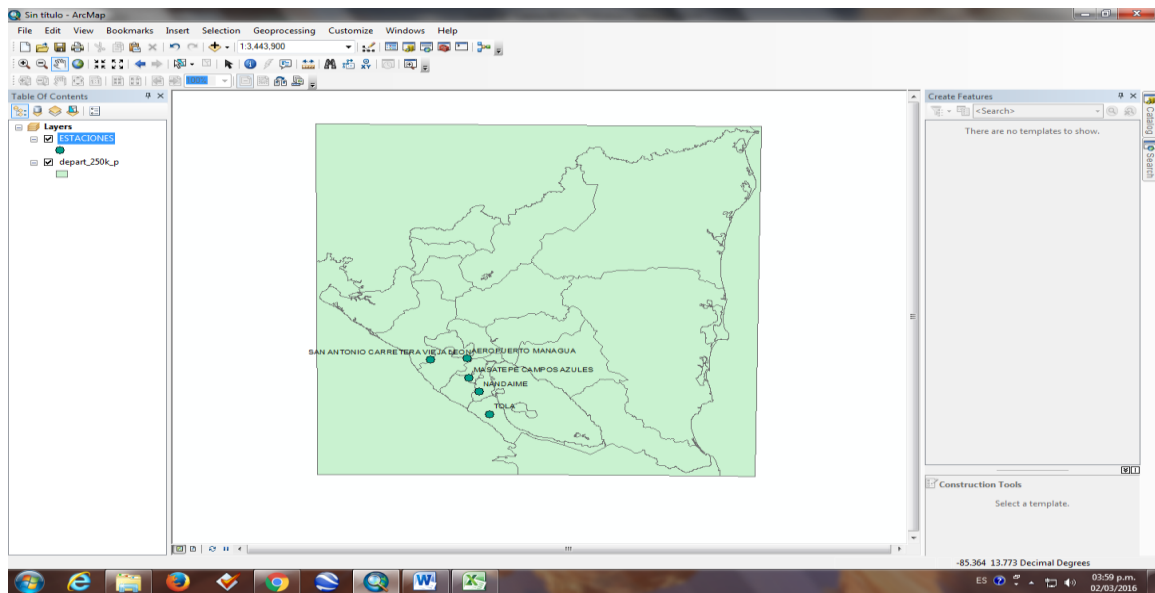 Sin título - ArcMap
File Edit View Bookmarks Insert Selection Geoprocessing Customize Windows Help
1:3,443,900
100%
Table Of Contents
Layers
ESTACIONES
depart_250k_p
SAN ANTONIO CARRETERA VIEJA LEON
AEROPUERTO MANAGUA
MASATEPE CAMPOS AZULES
NANDAIME
TOLA
Create Features
<Search>
There are no templates to show.
Construction Tools
Select a template.
Catalog
Search
-85.364 13.773 Decimal Degrees
ES
03:59 p.m.
02/03/2016